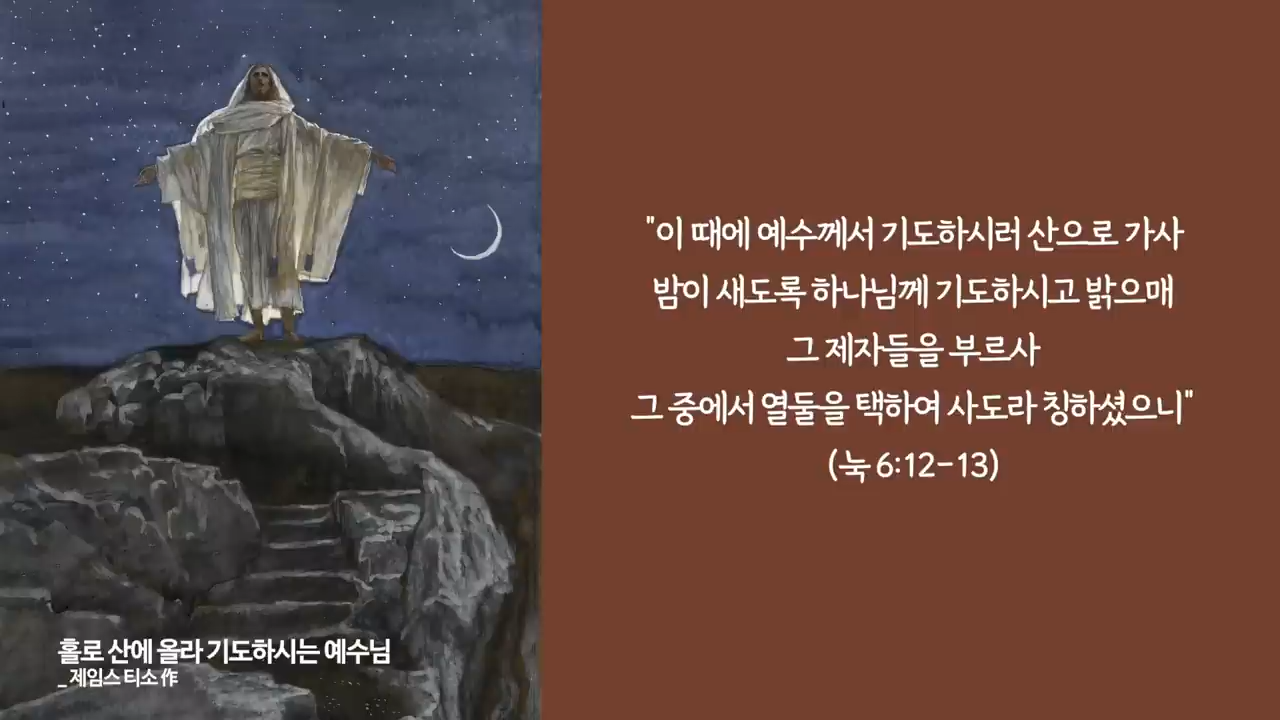 "이 때에 예수께서 기도하시러 산으로 가사
밤이 새도록 하나님께 기도하시고 밝으매
그 제자들을 부르사
그 중에서 열둘을 택하여 사도라 칭하셨으니"
(눅 6:12-13)
홀로 산에 올라 기도하시는 예수님
_ 제임스 티소 作